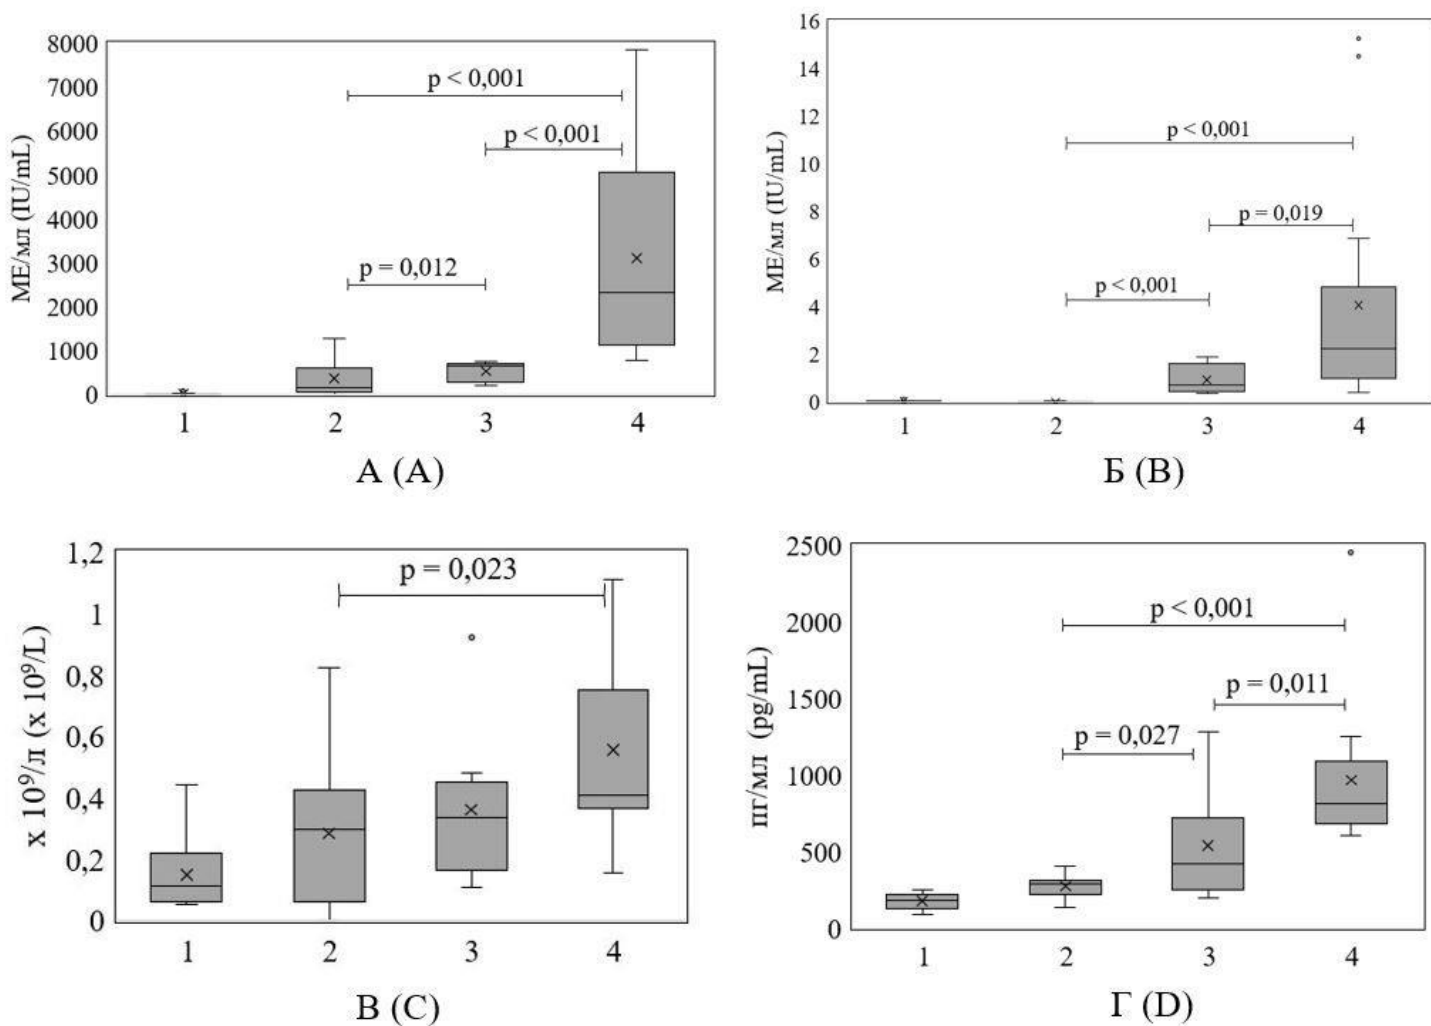 8000
7000
6000
5000
4000
3000
2000
1000
0
МЕ/мл (IU/mL)
p < 0,001
p < 0,001
p = 0,012
1 2 3 4
А (A)
16
14
12
10
8
6
4
2
0
МЕ/мл (IU/mL)
p < 0,001
p = 0,019
p < 0,001
1 2 3 4
Б (B)
1,2
1
0,8
0,6
0,4
0,2
0
x 10⁹/л (x 10⁹/L)
p = 0,023
1 2 3 4
В (C)
2500
2000
1500
1000
500
0
пг/мл (pg/mL)
p < 0,001
p = 0,011
p = 0,027
1 2 3 4
Г (D)